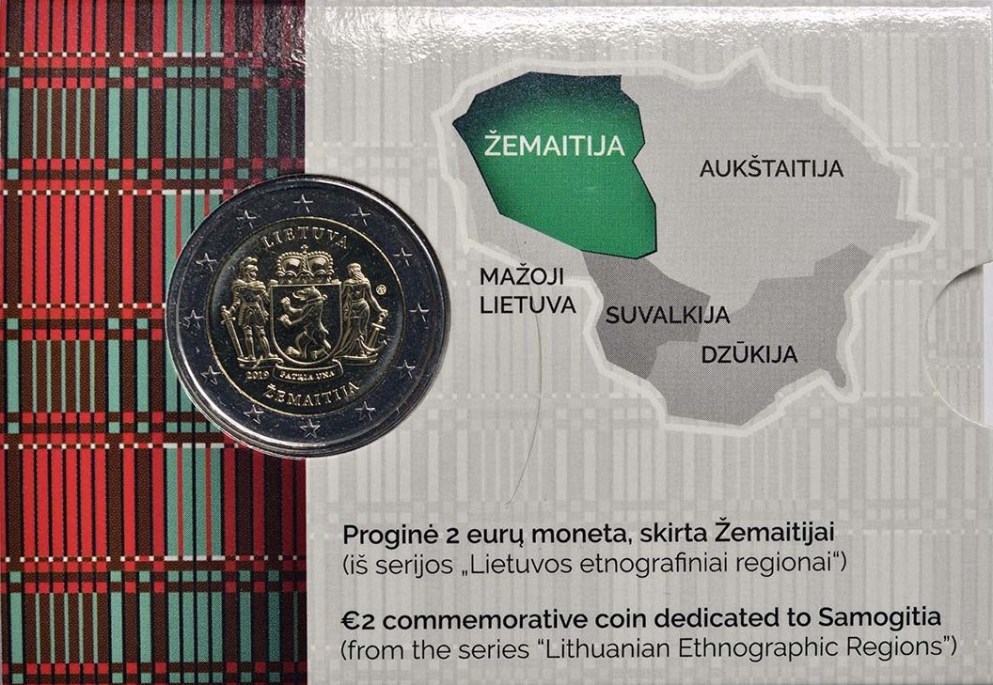 ŽEMAITIJA
AUKŠTAITIJA
MAŽOJI
LIETUVA
SUVALKIJA
DZŪKIJA
LIETUVA
2019
PATRIA UNA
ŽEMAITIJA
Proginė 2 eurų moneta, skirta Žemaitijai
(iš serijos „Lietuvos etnografiniai regionai“)
€2 commemorative coin dedicated to Samogitia
(from the series “Lithuanian Ethnographic Regions”)